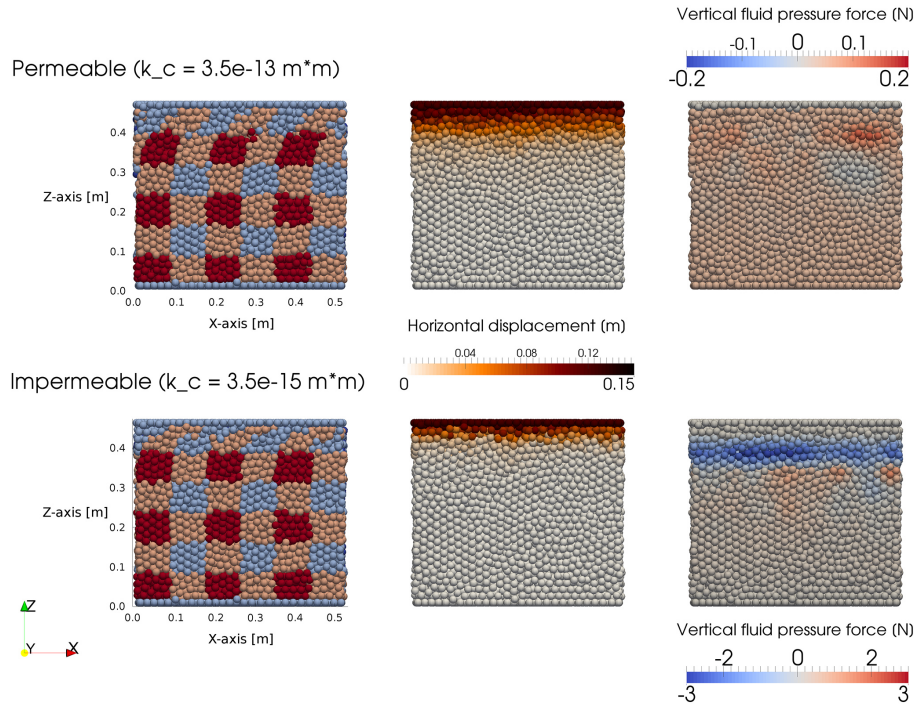 Vertical fluid pressure force (N)
-0.1 0 0.1
-0.2 0.2
Permeable (k_c = 3.5e-13 m*m)
0.4
0.3
Z-axis [m]
0.2
0.1
0.0
0.0 0.1 0.2 0.3 0.4 0.5
X-axis [m]
Horizontal displacement (m)
0.04 0.08 0.12
0 0.15
Impermeable (k_c = 3.5e-15 m*m)
0.4
0.3
Z-axis [m]
0.2
0.1
0.0
0.0 0.1 0.2 0.3 0.4 0.5
X-axis [m]
Z
Y X
Vertical fluid pressure force (N)
-2 0 2
-3 3